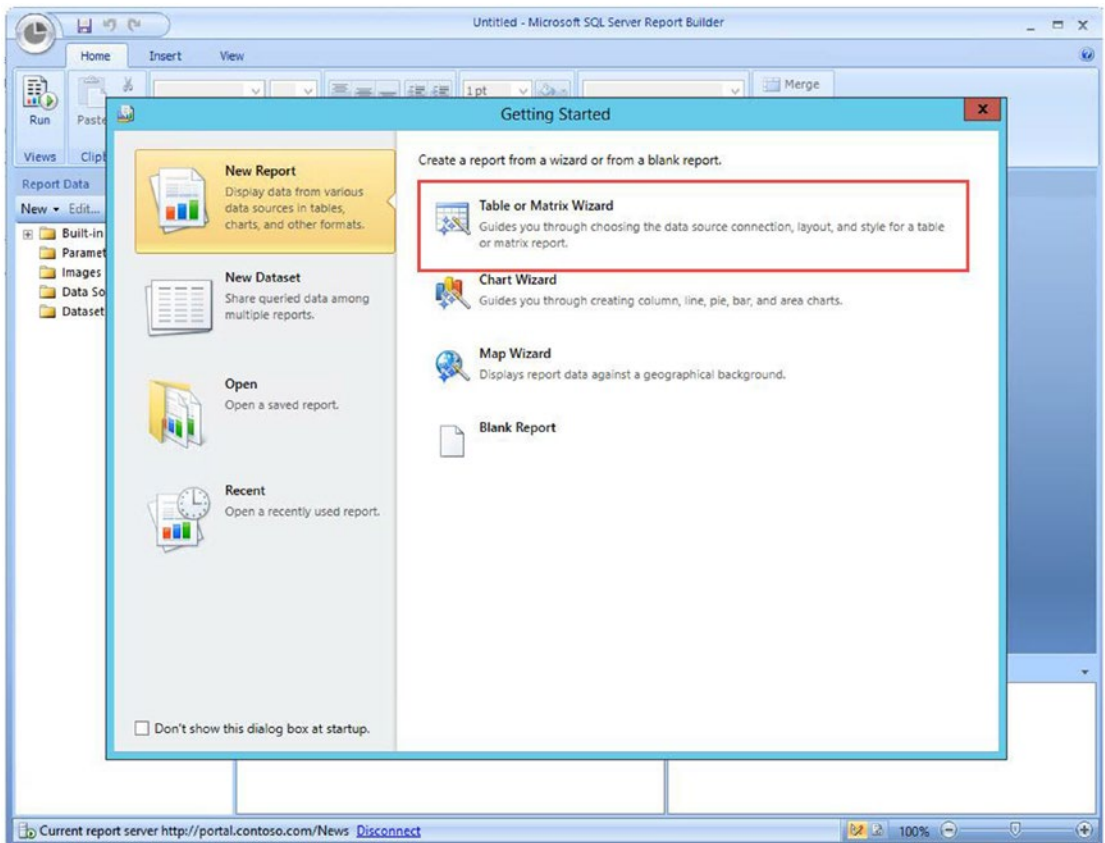 Untitled - Microsoft SQL Server Report Builder
Home Insert View
Run
Paste
1 pt
Merge
Views
Clip
Report Data
New Edit...
Built-in
Paramet
Images
Data So
Dataset
Getting Started
New Report
Display data from various
data sources in tables,
charts, and other formats.
New Dataset
Share queried data among
multiple reports.
Open
Open a saved report.
Recent
Open a recently used report.
Don't show this dialog box at startup.
Create a report from a wizard or from a blank report.
Table or Matrix Wizard
Guides you through choosing the data source connection, layout, and style for a table
or matrix report.
Chart Wizard
Guides you through creating column, line, pie, bar, and area charts.
Map Wizard
Displays report data against a geographical background.
Blank Report
Current report server http://portal.contoso.com/News Disconnect
100%